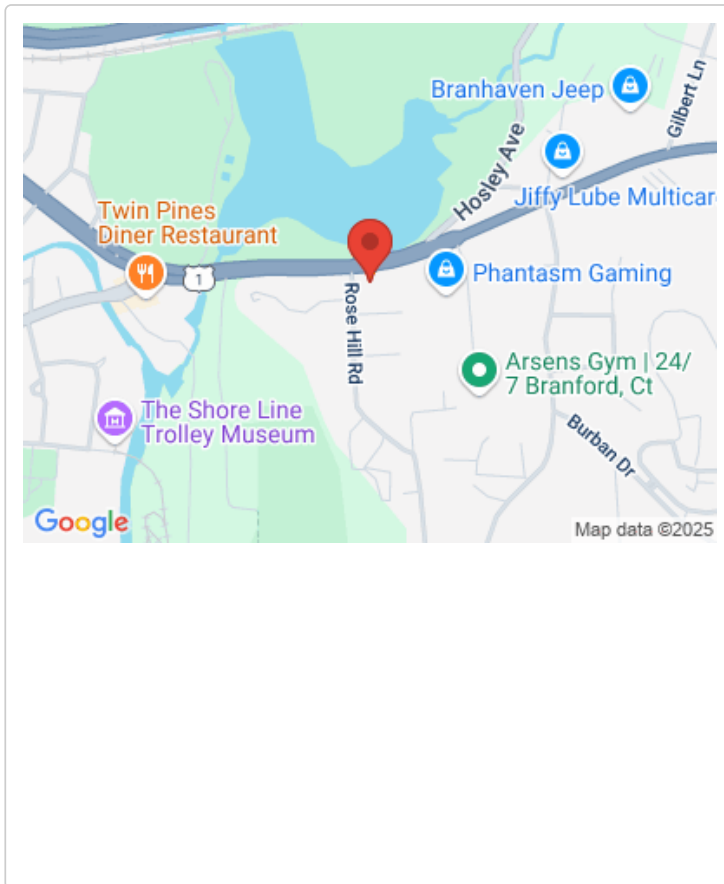 Branhaven Jeep
Gilbert Ln
Hosley Ave
Jiffy Lube Multicar
Twin Pines
Diner Restaurant
1
Phantasm Gaming
Rose Hill Rd
Arsens Gym | 24/
7 Branford, Ct
The Shore Line
Trolley Museum
Burban Dr
Google
Map data ©2025